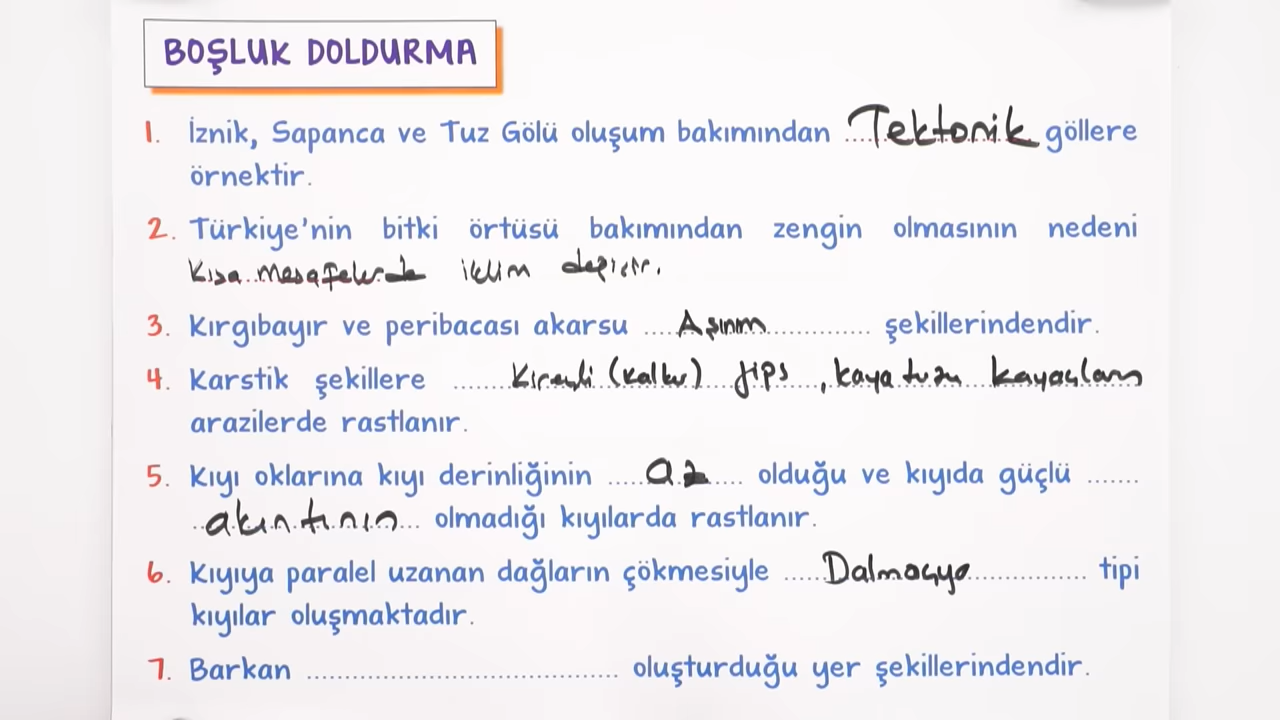 BOŞLUK DOLDURMA
1. İznik, Sapanca ve Tuz Gölü oluşum bakımından ...Tektonik göllere
örnektir.
2. Türkiye'nin bitki örtüsü bakımından zengin olmasının nedeni
Kısa mesafelerde iklim değişir.
3. Kırgıbayır ve peribacası akarsu ....Aşınım.............. şekillerindendir.
4. Karstik şekillere .......Kireçli (kalker) jips, kaya tuzu
arazilerde rastlanır.
5. Kıyı oklarına kıyı derinliğinin .....az.... olduğu ve kıyıda güçlü .......
..akıntının... olmadığı kıyılarda rastlanır.
6. Kıyıya paralel uzanan dağların çökmesiyle .....Dalmaçya............... tipi
kıyılar oluşmaktadır.
7. Barkan ........................................ oluşturduğu yer şekillerindendir.